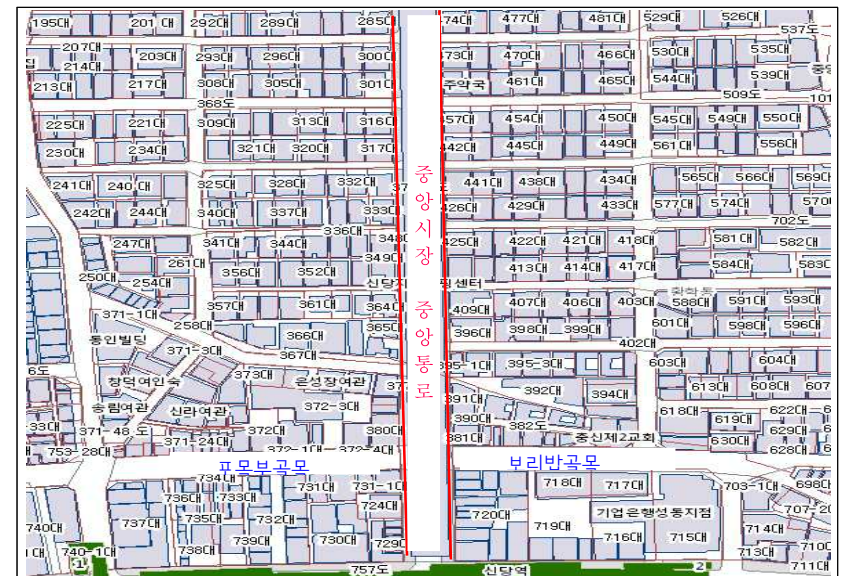 195대 201 대 292대 289대 285대 474대 477대 481대 529대 526대
537도
207대 214대 203대 293대 296대 300대 473대 470대 466대 530대 535대
213대 217대 308대 305대 301대 주약국 461대 465대 544대 539대
368도 509도
225대 221대 309대 313대 316대 457대 454대 450대 545대 549대 550대
230대 234대 321대 320대 317대 442대 445대 449대 561대 556대
241대 240 대 325대 328대 332대 441대 438대 434대 565대 566대 569대
242대 244대 340대 337대 333대 426대 429대 433대 577대 574대 570
336대 702도
247대 341대 344대 348 425대 422대 421대 418대 581대 582대
261대 356대 352대 349대 413대 414대 417대 584대 583대
250대 254대 신당지 핑센터
357대 361대 364대 409대 407대 406대 403대 588대 591대 593대
371-1대 258대 365대 396대 398대 399대 601대 598대 596대
동인빌딩 366대 402대
371-3대 367대 395-1대 395-3대 603대 604대
6도 창덕여인숙 373대 은성장여관 392대 394대 613대 608대 607
송림여관 신라여관 372-3대 391대 618대 622대
33대 371-48 도 372대 380대 390대 382도 619대 629대
371-24대 381대 중신제2교회 630대 628대
753-28대 372-1대 372-4대
포목보곡목 보리밥골목
734대 731대 731-1대 718대 717대 703-1대 698대
736대 733대 724대 707-20
737대 735대 732대 720대 719대 기업은행성동지점
740대 738대 739대 730대 729대 716대 715대 714대 710대
740-1대 713대 711대
1 757도 신당역 2
중앙시장 중앙통로